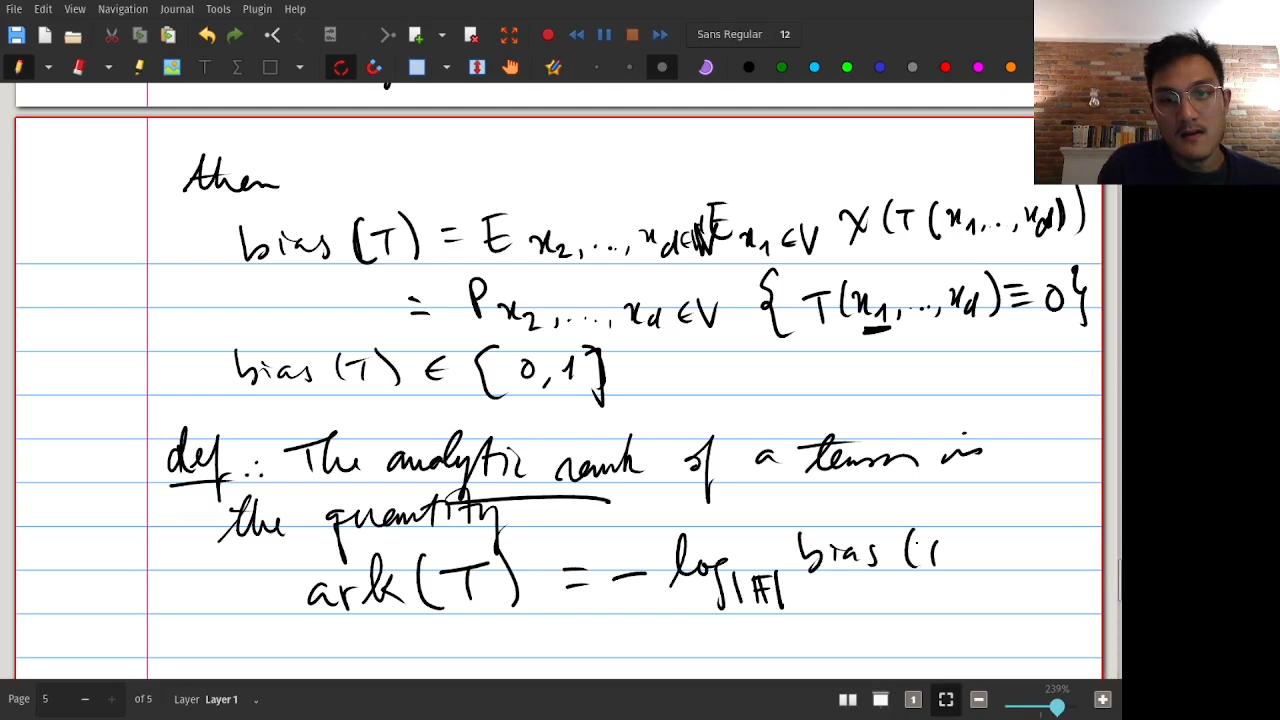 File Edit View Navigation Journal Tools Plugin Help
Sans Regular 12
then
bias (T) = E x2,...,xd∈V E x1∈V χ(T(x1,..,xd))
= P x2,...,xd∈V { T(x1,..,xd) ≡ 0 }
bias (T) ∈ [0,1]
def: The analytic rank of a tensor is
the quantity
ark(T) = - log|F| bias (
Page 5 of 5 Layer Layer 1 1 239%